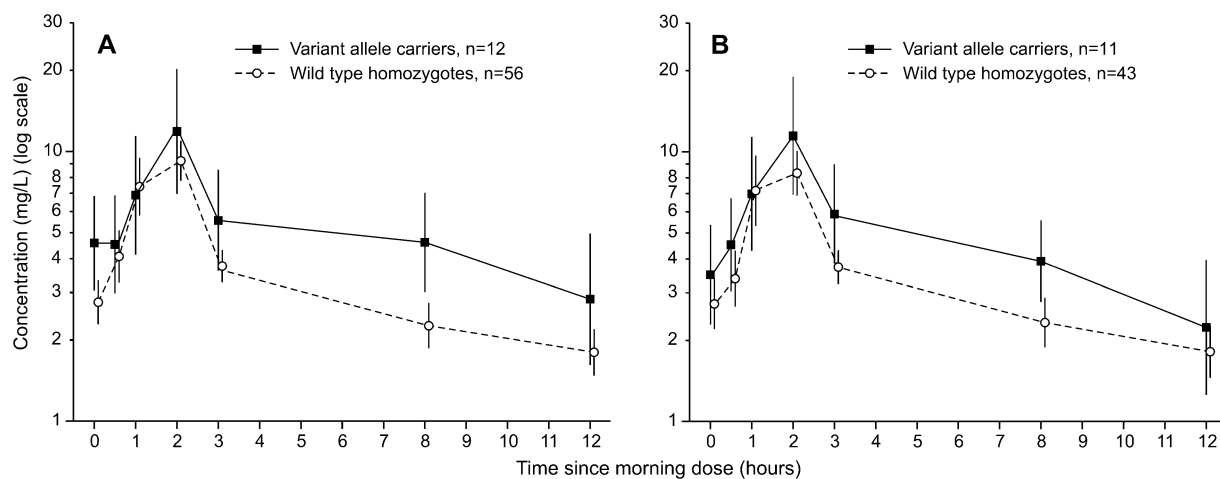 A
Variant allele carriers, n=12
Wild type homozygotes, n=56
30
20
10
8
7
6
5
4
3
2
1
Concentration (mg/L) (log scale)
0 1 2 3 4 5 6 7 8 9 10 11 12
B
Variant allele carriers, n=11
Wild type homozygotes, n=43
30
20
10
8
7
6
5
4
3
2
1
0 1 2 3 4 5 6 7 8 9 10 11 12
Time since morning dose (hours)